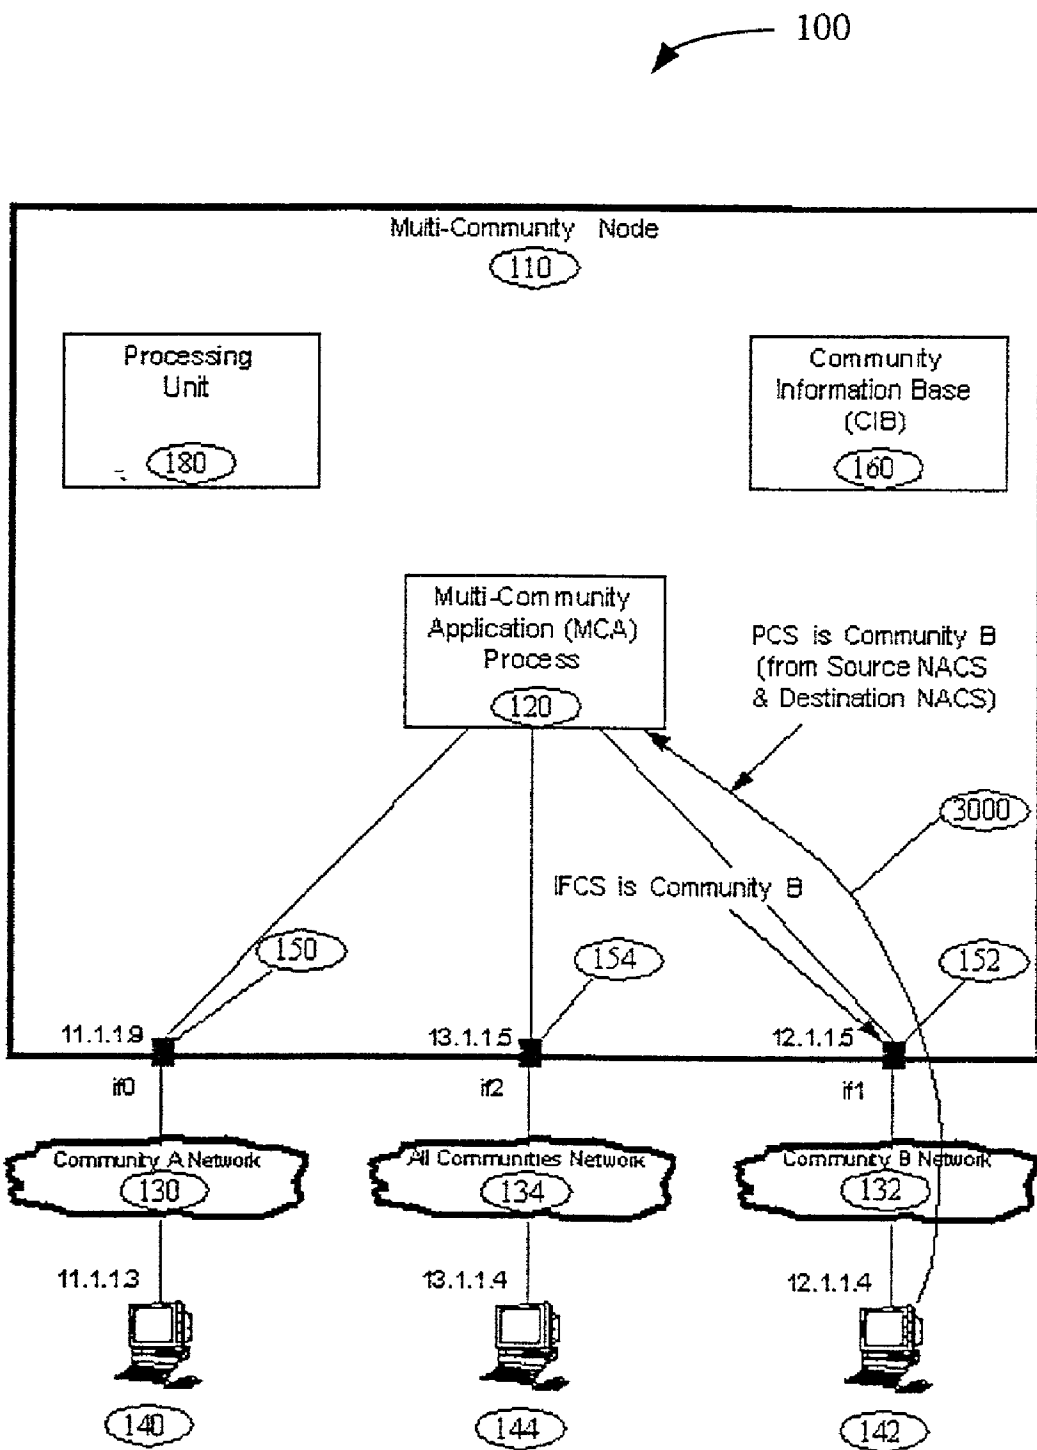 100
Multi-Community Node
110
Processing
Unit
180
Community
Information Base
(CIB)
160
Multi-Community
Application (MCA)
Process
120
PCS is Community B
(from Source NACS
& Destination NACS)
3000
IFCS is Community B
150
154
152
11.1.1.9
13.1.1.5
12.1.1.5
if0
if2
if1
Community A Network
130
All Communities Network
134
Community B Network
132
11.1.1.3
13.1.1.4
12.1.1.4
140
144
142